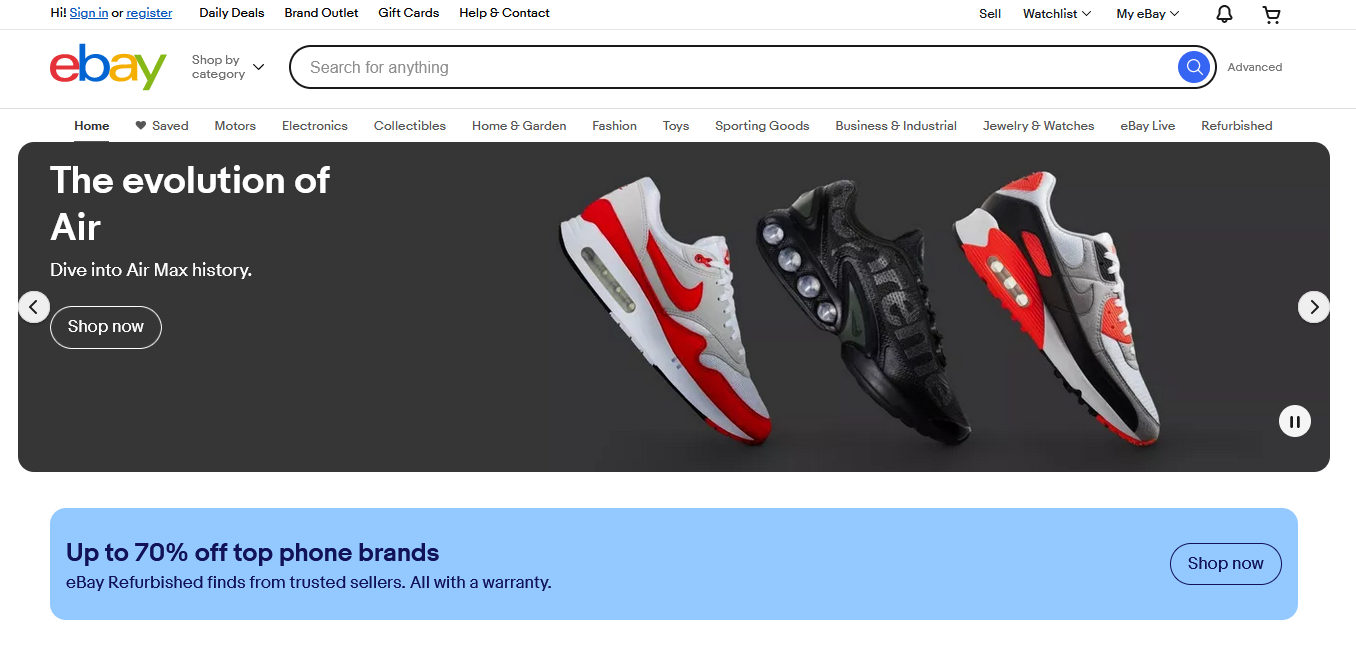 Hi! Sign in or register Daily Deals Brand Outlet Gift Cards Help & Contact Sell Watchlist My eBay
ebay
Shop by
category
Search for anything
Advanced
Home Saved Motors Electronics Collectibles Home & Garden Fashion Toys Sporting Goods Business & Industrial Jewelry & Watches eBay Live Refurbished
The evolution of
Air
Dive into Air Max history.
Shop now
Up to 70% off top phone brands
eBay Refurbished finds from trusted sellers. All with a warranty.
Shop now